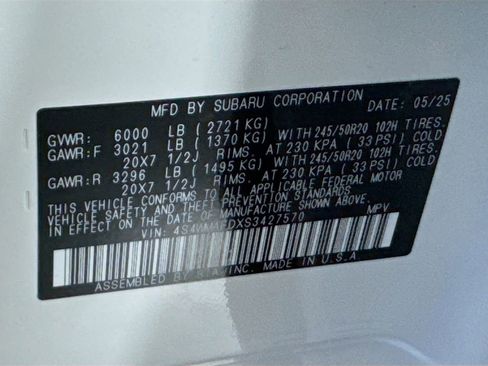 MFD BY SUBARU CORPORATION DATE: 05/25
GVWR: 6000 LB (2721 KG)
GAWR:F 3021 LB (1370 KG) WITH 245/50R20 102H TIRES.
20X7 1/2J RIMS. AT 230 KPA (33 PSI) COLD
GAWR:R 3296 LB (1495 KG) WITH 245/50R20 102H TIRES.
20X7 1/2J RIMS. AT 230 KPA (33 PSI) COLD
THIS VEHICLE CONFORMS TO ALL APPLICABLE FEDERAL MOTOR
VEHICLE SAFETY AND THEFT PREVENTION STANDARDS
IN EFFECT ON THE DATE OF MANUFACTURE SHOWN ABOVE.
VIN: MPV
ASSEMBLED BY S.I.A., INC. MADE IN U.S.A.